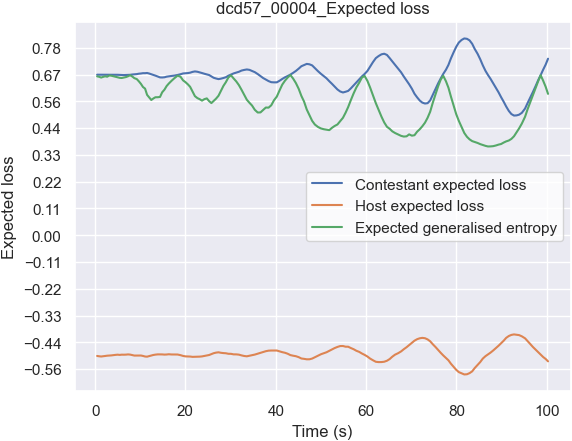 dcd57_00004_Expected loss
Expected loss
0.78
0.67
0.56
0.44
0.33
0.22
0.11
0.00
−0.11
−0.22
−0.33
−0.44
−0.56
Contestant expected loss
Host expected loss
Expected generalised entropy
0 20 40 60 80 100
Time (s)